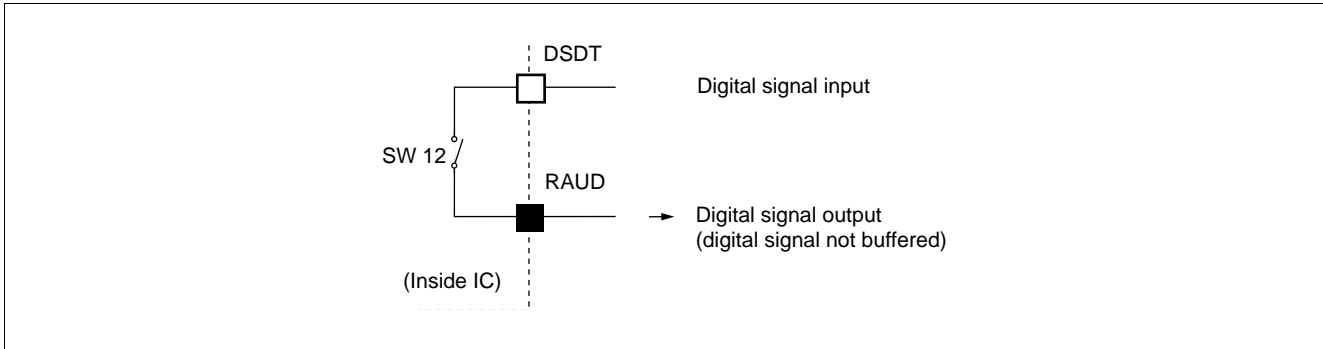 DSDT
Digital signal input
SW 12
RAUD
Digital signal output
(digital signal not buffered)
(Inside IC)